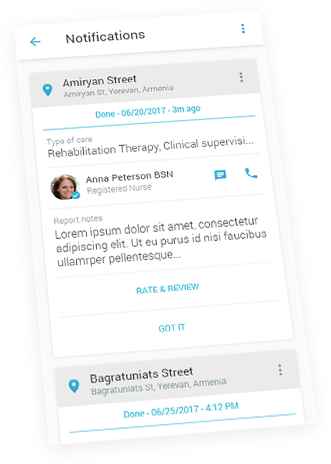 Notifications
Amiryan Street
Amiryan St, Yerevan, Armenia
Done - 06/20/2017 - 3m ago
Type of care
Rehabilitation Therapy, Clinical supervisi...
Anna Peterson BSN
Registered Nurse
Report notes
Lorem ipsum dolor sit amet, consectetur
adipiscing elit. Ut eu purus id nisi faucibus
ullamrper pellentesque...
RATE & REVIEW
GOT IT
Bagratuniats Street
Bagratuniats St, Yerevan, Armenia
Done - 06/25/2017 - 4:12 PM